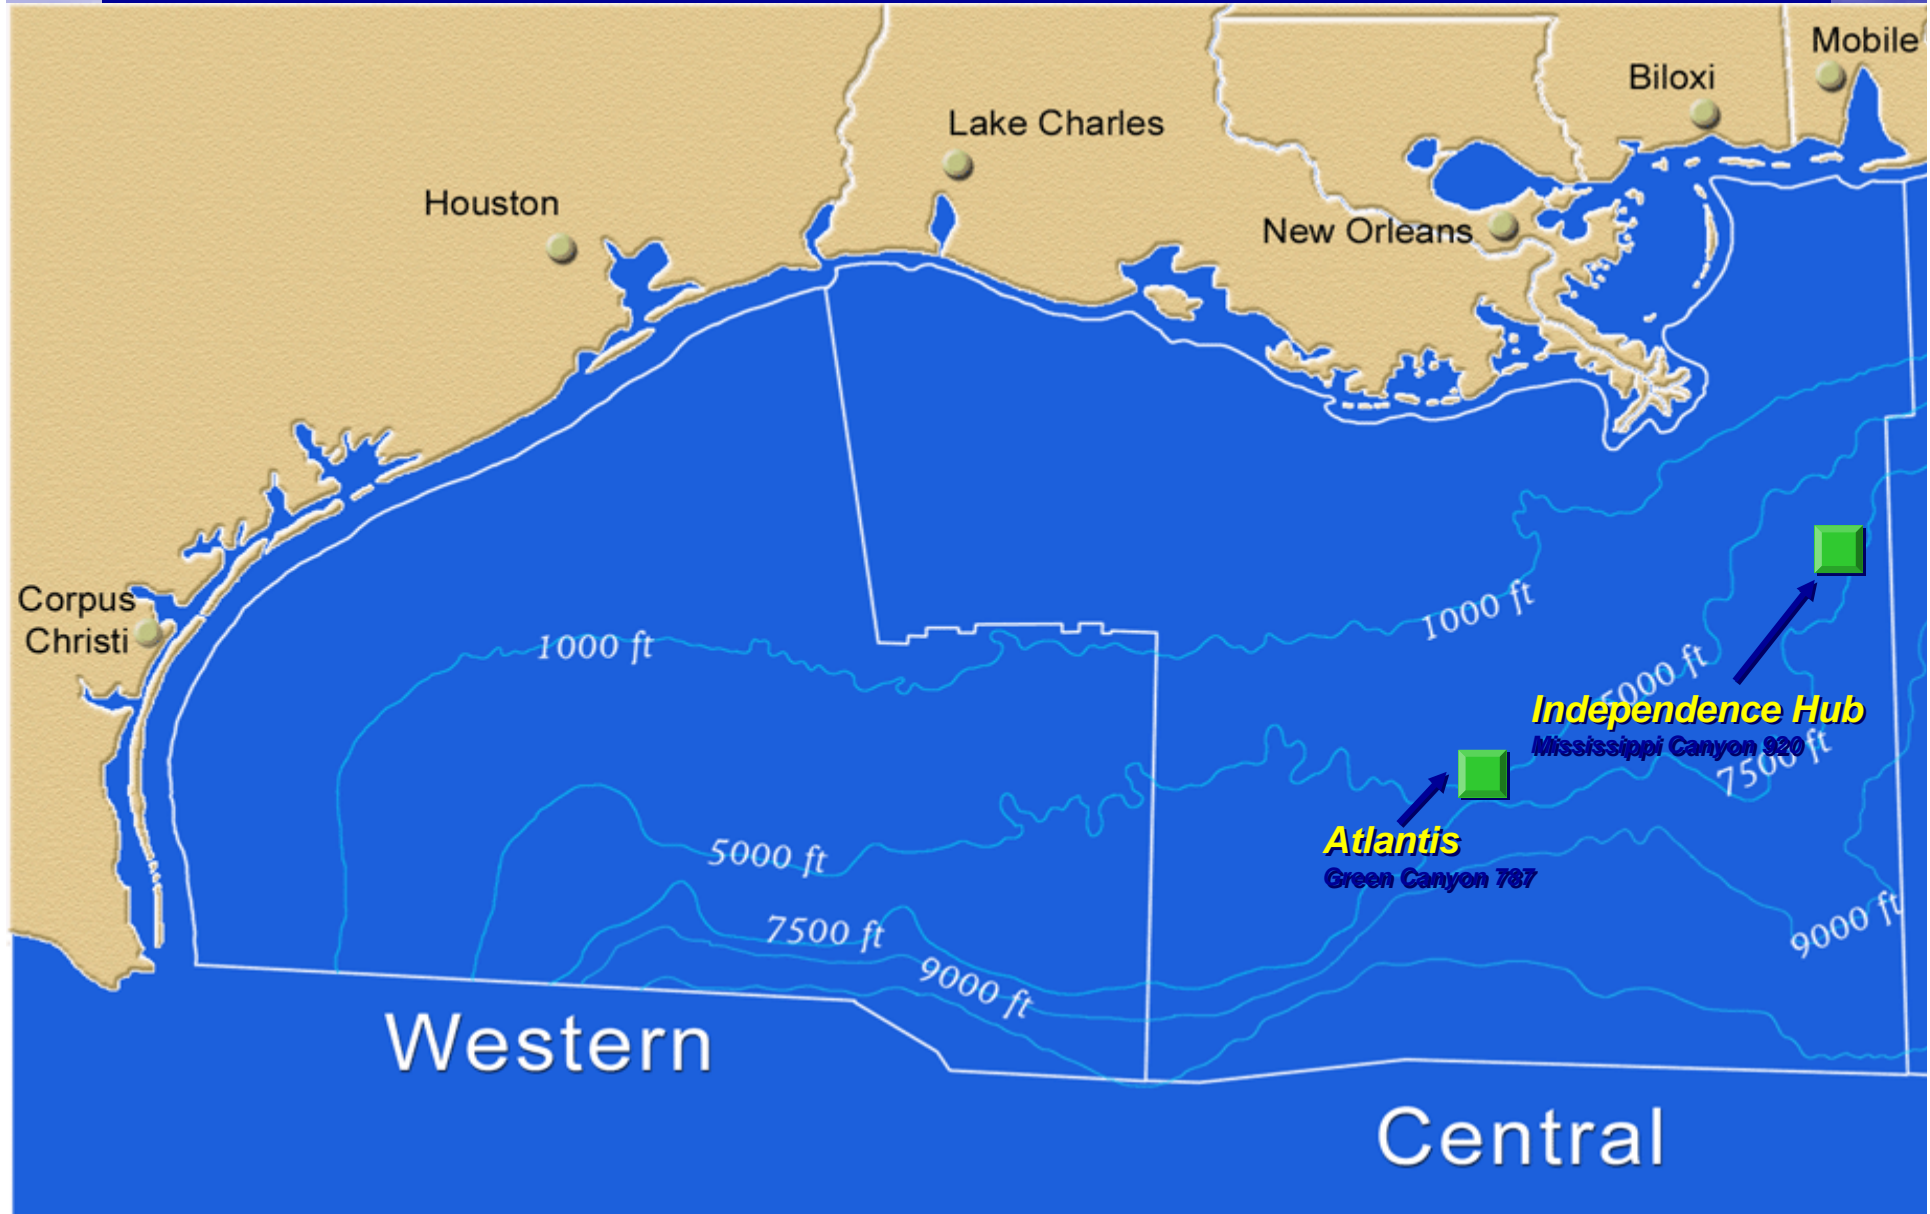 Mobile
Biloxi
Lake Charles
Houston
New Orleans
Corpus
Christi
1000 ft
1000 ft
5000 ft
Independence Hub
Mississippi Canyon 920
7500 ft
Atlantis
Green Canyon 787
5000 ft
7500 ft
9000 ft
9000 ft
Western
Central